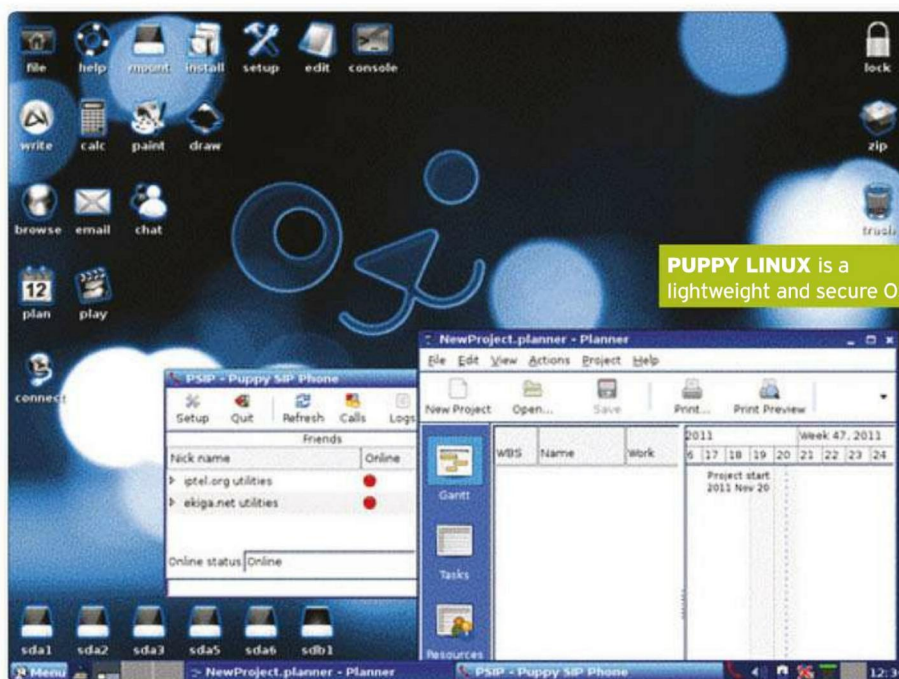 file help mount install setup edit console lock
write calc paint draw zip
browse email chat trash
PUPPY LINUX is a
lightweight and secure O
plan play
12
connect
NewProject.planner - Planner
File Edit View Actions Project Help
New Project Open... Save Print... Print Preview
PSIP - Puppy SIP Phone
Setup Quit Refresh Calls Logs
Friends
Nick name Online
iptel.org utilities
ekiga.net utilities
Online status Online
WBS Name Work
2011 Week 47, 2011
6 17 18 19 20 21 22 23 24
Project start
2011 Nov 20
Gantt
Tasks
Resources
sda1 sda2 sda3 sda5 sda6 sdb1
Menu NewProject.planner - Planner PSIP - Puppy SIP Phone 12:3